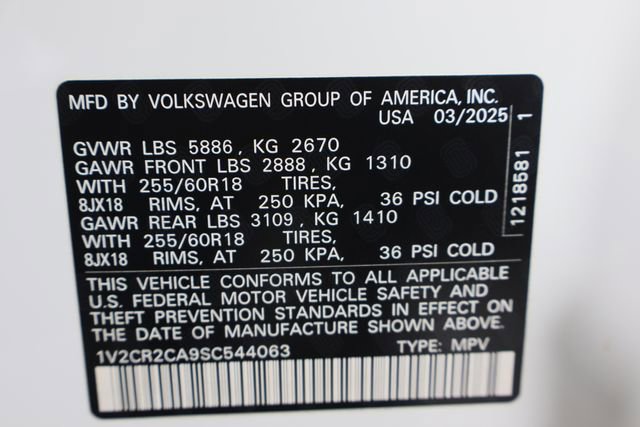 MFD BY VOLKSWAGEN GROUP OF AMERICA, INC.
USA 03/2025
GVWR LBS 5886, KG 2670
GAWR FRONT LBS 2888, KG 1310
WITH 255/60R18 TIRES,
8JX18 RIMS, AT 250 KPA, 36 PSI COLD
GAWR REAR LBS 3109, KG 1410
WITH 255/60R18 TIRES,
8JX18 RIMS, AT 250 KPA, 36 PSI COLD
THIS VEHICLE CONFORMS TO ALL APPLICABLE
U.S. FEDERAL MOTOR VEHICLE SAFETY AND
THEFT PREVENTION STANDARDS IN EFFECT ON
THE DATE OF MANUFACTURE SHOWN ABOVE.
1V2CR2CA9SC544063 TYPE: MPV
1218581 1